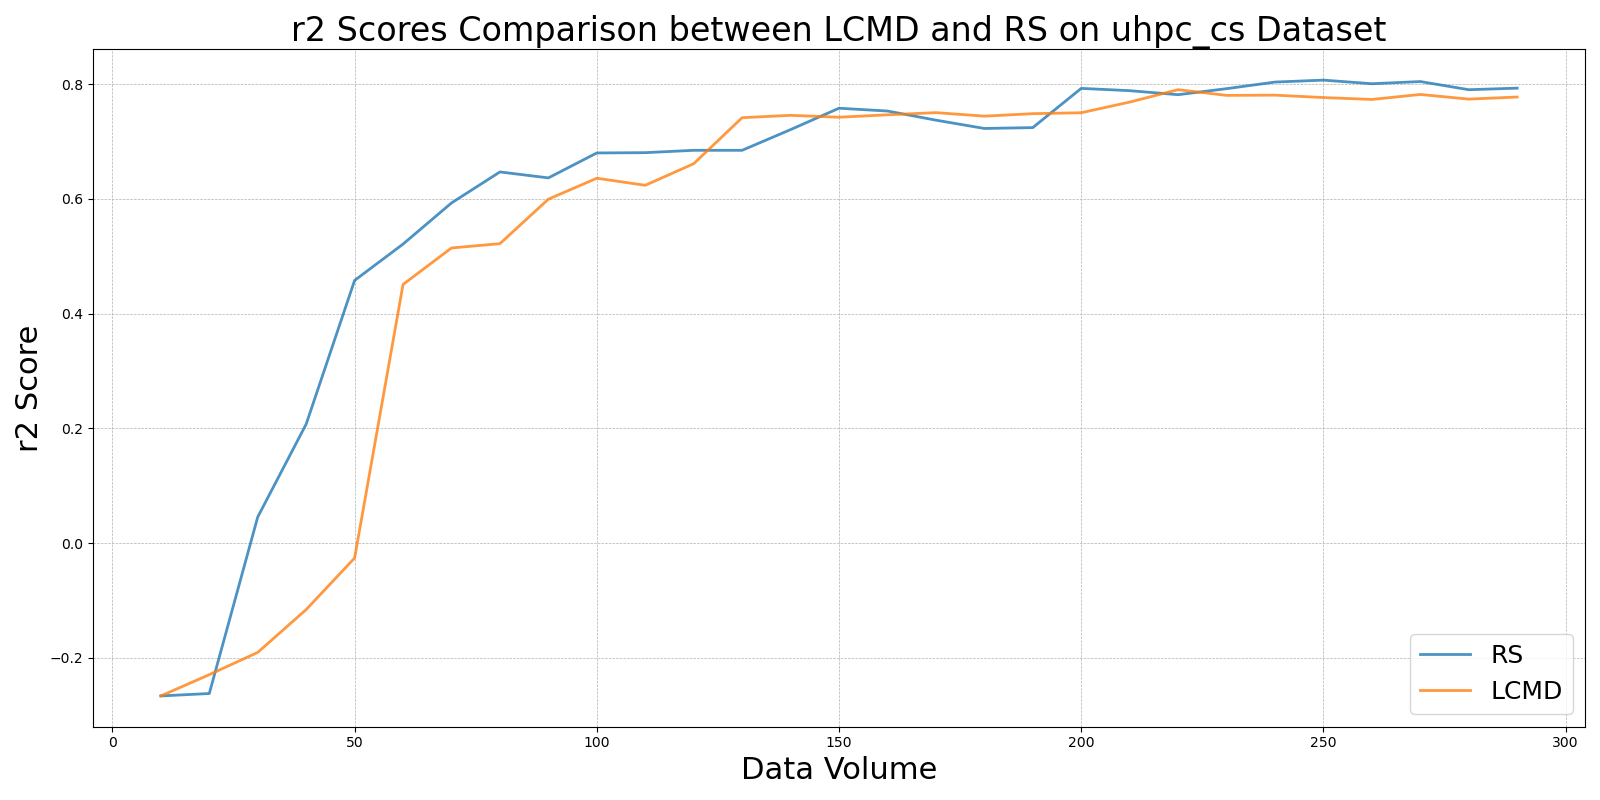 r2 Scores Comparison between LCMD and RS on uhpc_cs Dataset
r2 Score
0.8
0.6
0.4
0.2
0.0
−0.2
0 50 100 150 200 250 300
Data Volume
RS
LCMD